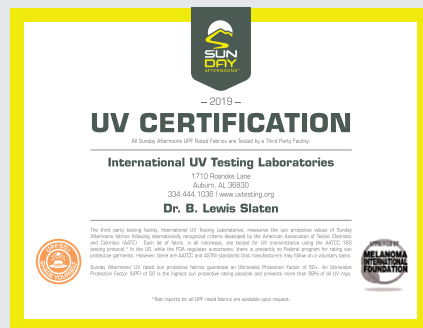 SUN
DAY
AFTERNOONS
– 2019 –
UV CERTIFICATION
All Sunday Afternoons UPF Rated Fabrics are Tested by a Third Party Facility:
International UV Testing Laboratories
1710 Roanoke Lane
Auburn, AL 36830
334.444.1036 | www.uvtesting.org
Dr. B. Lewis Slaten
The third party testing facility, International UV Testing Laboratories, measures the sun protective values of Sunday
Afternoons fabrics following internationally recognized criteria developed by the American Association of Textile Chemists
and Colorists (AATC). Each lot of fabric, in all colorways, are tested for UV transmittance using the AATCC 183
testing protocol.* In the US, while the FDA regulates sunscreens, there is presently no Federal program for rating sun
protective garments. However, there are AATCC and ASTM standards that manufacturers may follow on a voluntary basis.
Sunday Afternoons' UV rated sun protective fabrics guarantee an Ultraviolet Protection Factor of 50+. An Ultraviolet
Protection Factor (UPF) of 50 is the highest sun protective rating possible and prevents more than 98% of all UV rays.
UPF50+
SHADE YOURSELF
APPROVED BY
MELANOMA
INTERNATIONAL
FOUNDATION
*Test reports for all UPF rated fabrics are available upon request.